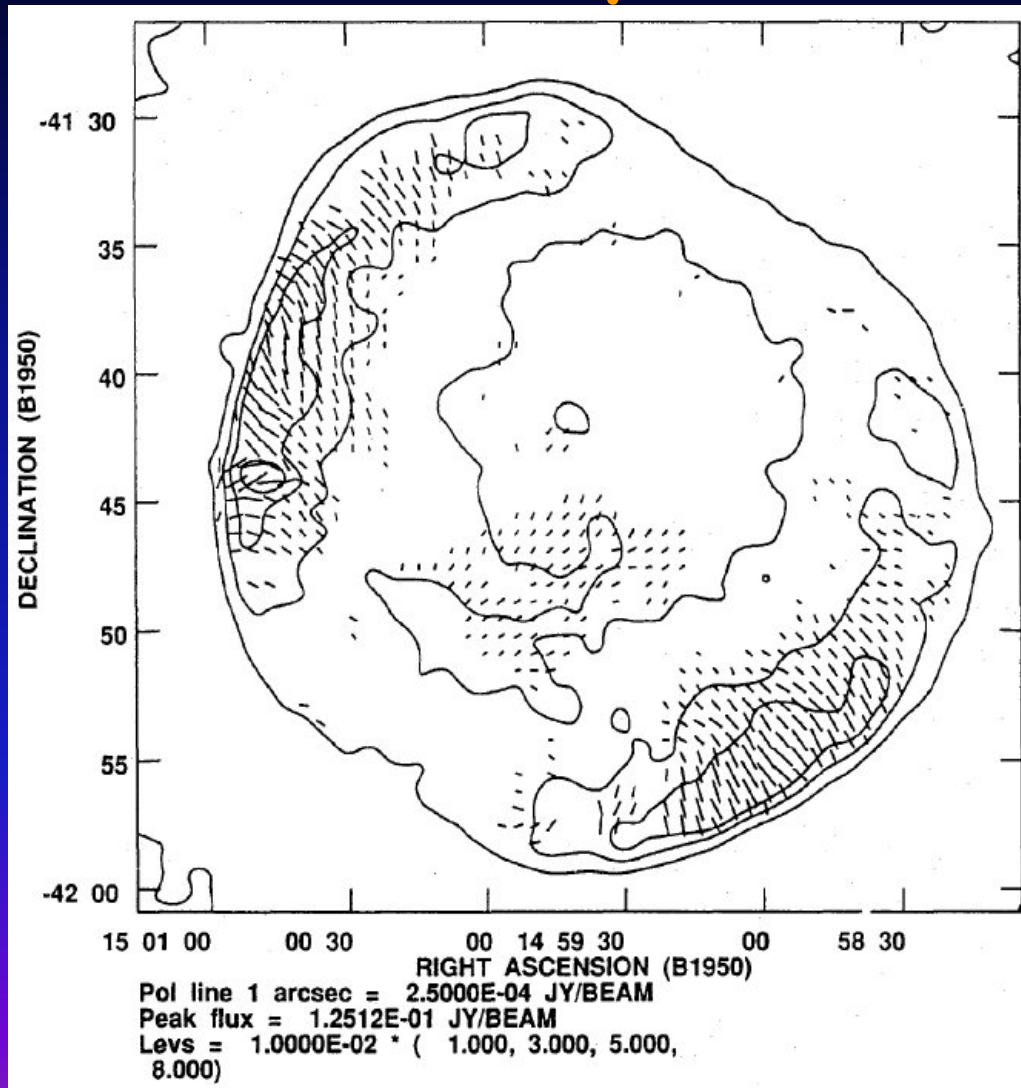 -41 30
35
40
45
50
55
-42 00
DECLINATION (B1950)
15 01 00 00 30 00 14 59 30 00 58 30
RIGHT ASCENSION (B1950)
Pol line 1 arcsec = 2.5000E-04 JY/BEAM
Peak flux = 1.2512E-01 JY/BEAM
Levs = 1.0000E-02 * ( 1.000, 3.000, 5.000,
8.000)